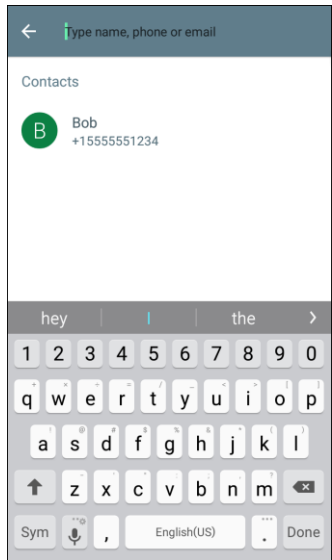 Type name, phone or email
Contacts
B
Bob
+15555551234
hey I the
1 2 3 4 5 6 7 8 9 0
q w e r t y u i o p
a s d f g h j k l
z x c v b n m
Sym , English(US) . Done